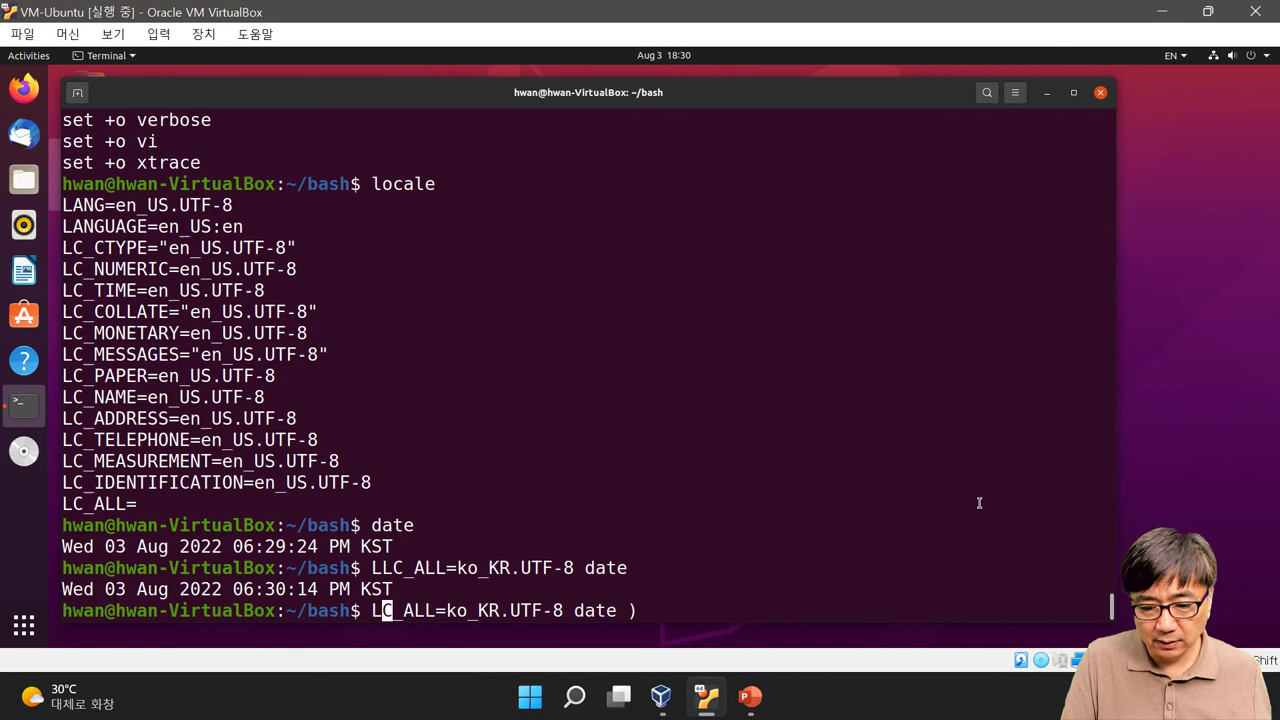 VM-Ubuntu [실행 중] - Oracle VM VirtualBox
파일 머신 보기 입력 장치 도움말
Activities Terminal Aug 3 18:30 EN
hwan@hwan-VirtualBox: ~/bash
set +o verbose
set +o vi
set +o xtrace
hwan@hwan-VirtualBox:~/bash$ locale
LANG=en_US.UTF-8
LANGUAGE=en_US:en
LC_CTYPE="en_US.UTF-8"
LC_NUMERIC=en_US.UTF-8
LC_TIME=en_US.UTF-8
LC_COLLATE="en_US.UTF-8"
LC_MONETARY=en_US.UTF-8
LC_MESSAGES="en_US.UTF-8"
LC_PAPER=en_US.UTF-8
LC_NAME=en_US.UTF-8
LC_ADDRESS=en_US.UTF-8
LC_TELEPHONE=en_US.UTF-8
LC_MEASUREMENT=en_US.UTF-8
LC_IDENTIFICATION=en_US.UTF-8
LC_ALL=
hwan@hwan-VirtualBox:~/bash$ date
Wed 03 Aug 2022 06:29:24 PM KST
hwan@hwan-VirtualBox:~/bash$ LLC_ALL=ko_KR.UTF-8 date
Wed 03 Aug 2022 06:30:14 PM KST
hwan@hwan-VirtualBox:~/bash$ LC_ALL=ko_KR.UTF-8 date )
Shift
30°C
대체로 화창